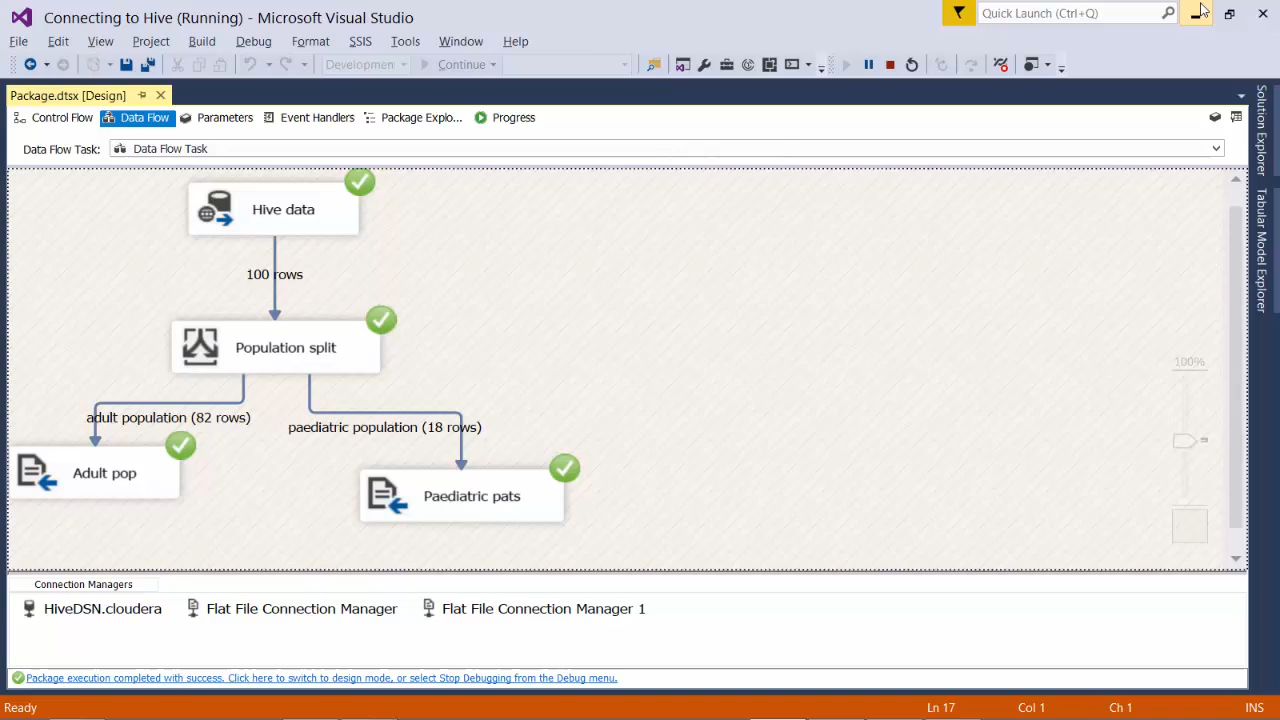 Connecting to Hive (Running) - Microsoft Visual Studio
Quick Launch (Ctrl+Q)
File Edit View Project Build Debug Format SSIS Tools Window Help
Development Continue
Package.dtsx [Design]
Control Flow Data Flow Parameters Event Handlers Package Explo... Progress
Data Flow Task: Data Flow Task
Solution Explorer
Tabular Model Explorer
Hive data
100 rows
Population split
100%
adult population (82 rows)
paediatric population (18 rows)
Adult pop
Paediatric pats
Connection Managers
HiveDSN.cloudera Flat File Connection Manager Flat File Connection Manager 1
Package execution completed with success. Click here to switch to design mode, or select Stop Debugging from the Debug menu.
Ready Ln 17 Col 1 Ch 1 INS